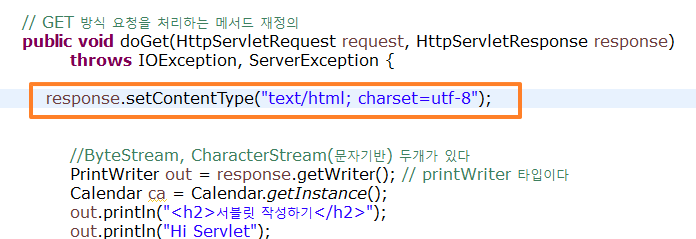 // GET 방식 요청을 처리하는 메서드 재정의
public void doGet(HttpServletRequest request, HttpServletResponse response)
throws IOException, ServerException {
response.setContentType("text/html; charset=utf-8");
//ByteStream, CharacterStream(문자기반) 두개가 있다
PrintWriter out = response.getWriter(); // printWriter 타입이다
Calendar ca = Calendar.getInstance();
out.println("<h2>서블릿 작성하기</h2>");
out.println("Hi Servlet");